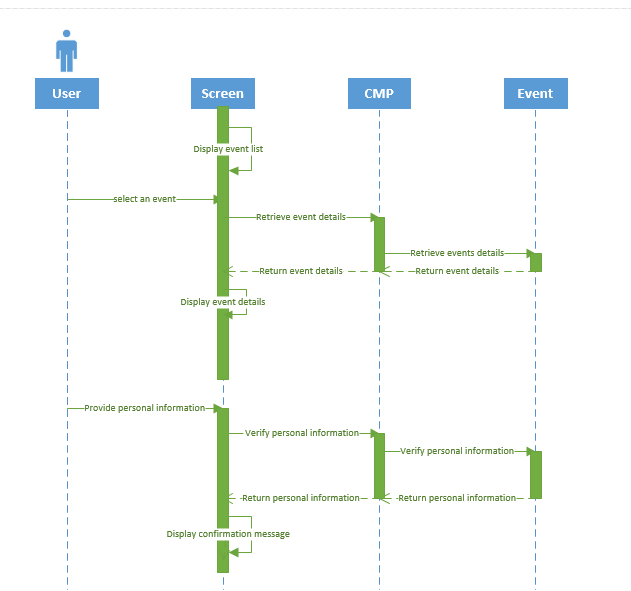 User
Screen
CMP
Event
Display event list
select an event
Retrieve event details
Retrieve events details
Return event details
Return event details
Display event details
Provide personal information
Verify personal information
Verify personal information
Return personal information
Return personal information
Display confirmation message